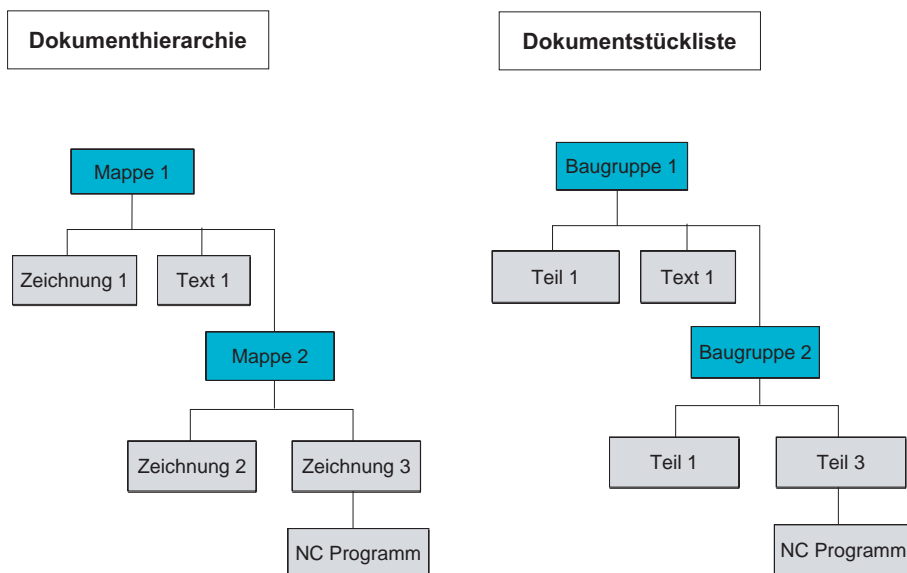 Dokumenthierarchie
Mappe 1
Zeichnung 1
Text 1
Mappe 2
Zeichnung 2
Zeichnung 3
NC Programm
Dokumentstückliste
Baugruppe 1
Teil 1
Text 1
Baugruppe 2
Teil 1
Teil 3
NC Programm